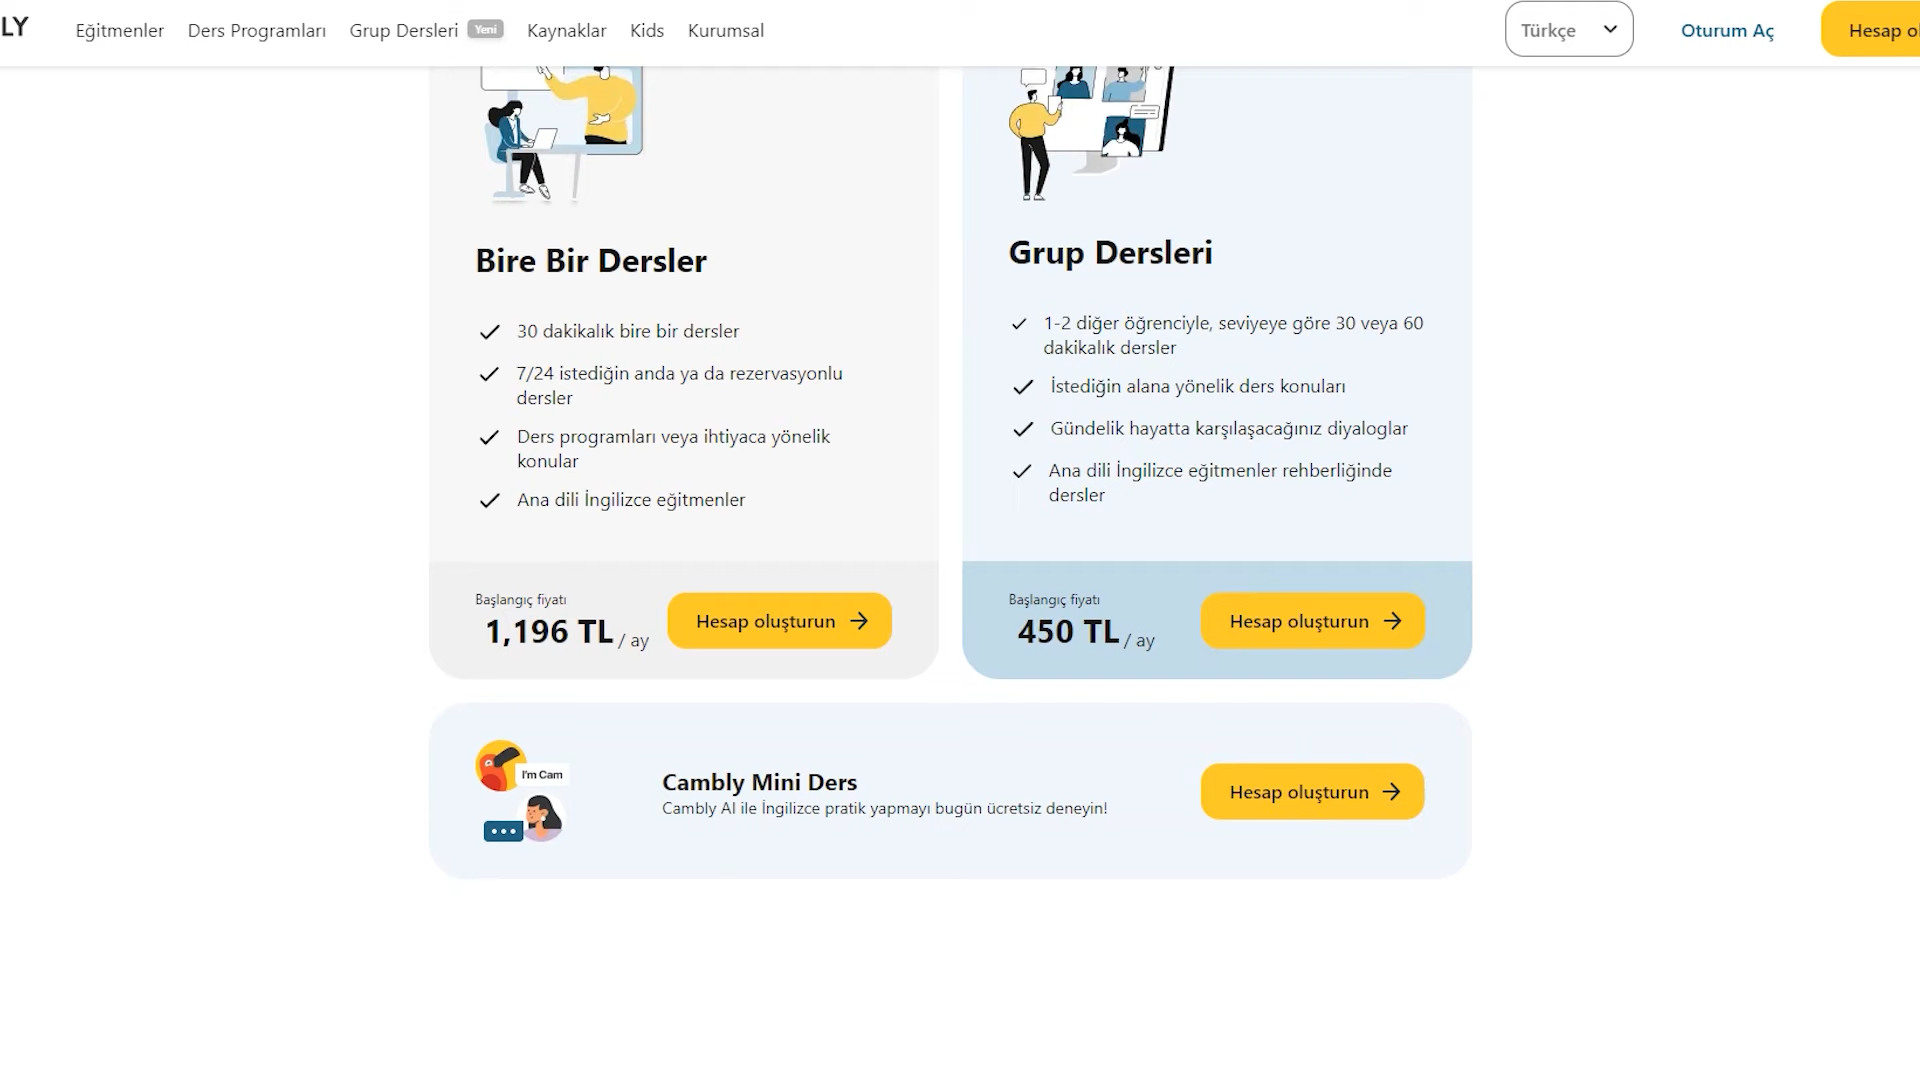 LY
Eğitmenler
Ders Programları
Grup Dersleri
Yeni
Kaynaklar
Kids
Kurumsal
Türkçe
Oturum Aç
Hesap ol
Bire Bir Dersler
30 dakikalık bire bir dersler
7/24 istediğin anda ya da rezervasyonlu
dersler
Ders programları veya ihtiyaca yönelik
konular
Ana dili İngilizce eğitmenler
Başlangıç fiyatı
1,196 TL / ay
Hesap oluşturun
Grup Dersleri
1-2 diğer öğrenciyle, seviyeye göre 30 veya 60
dakikalık dersler
İstediğin alana yönelik ders konuları
Gündelik hayatta karşılaşacağınız diyaloglar
Ana dili İngilizce eğitmenler rehberliğinde
dersler
Başlangıç fiyatı
450 TL / ay
Hesap oluşturun
I'm Cam
Cambly Mini Ders
Cambly AI ile İngilizce pratik yapmayı bugün ücretsiz deneyin!
Hesap oluşturun